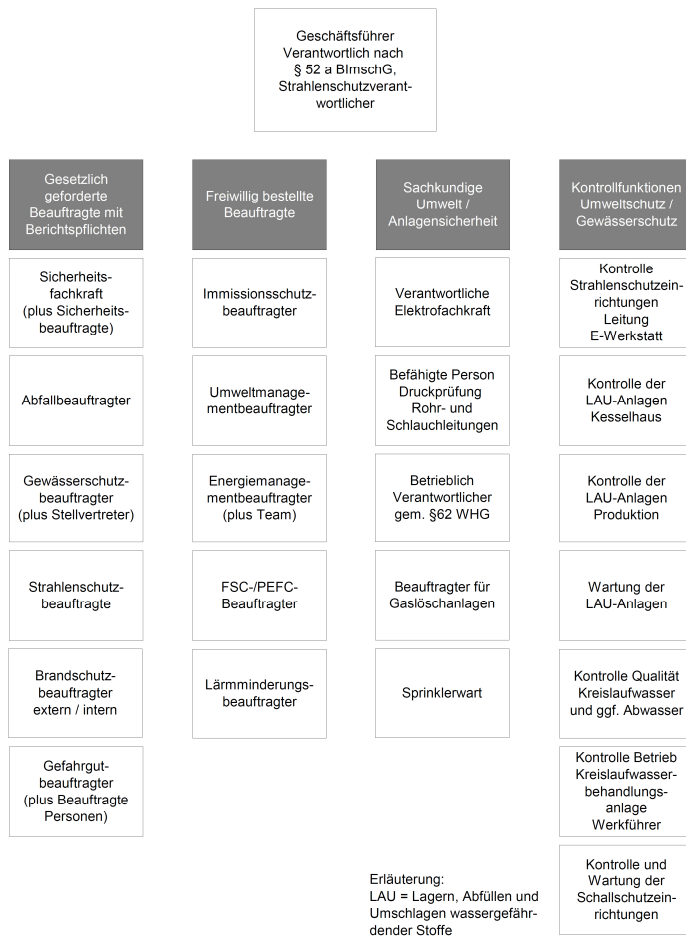 Geschäftsführer
Verantwortlich nach
§ 52 a BImschG,
Strahlenschutzverant-
wortlicher
Gesetzlich
geforderte
Beauftragte mit
Berichtspflichten
Sicherheits-
fachkraft
(plus Sicherheits-
beauftragte)
Abfallbeauftragter
Gewässerschutz-
beauftragter
(plus Stellvertreter)
Strahlenschutz-
beauftragte
Brandschutz-
beauftragter
extern / intern
Gefahrgut-
beauftragter
(plus Beauftragte
Personen)
Freiwillig bestellte
Beauftragte
Immissionsschutz-
beauftragter
Umweltmanage-
mentbeauftragter
Energiemanage-
mentbeauftragter
(plus Team)
FSC-/PEFC-
Beauftragter
Lärmminderungs-
beauftragter
Sachkundige
Umwelt /
Anlagensicherheit
Verantwortliche
Elektrofachkraft
Befähigte Person
Druckprüfung
Rohr- und
Schlauchleitungen
Betrieblich
Verantwortlicher
gem. §62 WHG
Beauftragter für
Gaslöschanlagen
Sprinklerwart
Kontrollfunktionen
Umweltschutz /
Gewässerschutz
Kontrolle
Strahlenschutzein-
richtungen
Leitung
E-Werkstatt
Kontrolle der
LAU-Anlagen
Kesselhaus
Kontrolle der
LAU-Anlagen
Produktion
Wartung der
LAU-Anlagen
Kontrolle Qualität
Kreislaufwasser
und ggf. Abwasser
Kontrolle Betrieb
Kreislaufwasser-
behandlungs-
anlage
Werkführer
Kontrolle und
Wartung der
Schallschutzein-
richtungen
Erläuterung:
LAU = Lagern, Abfüllen und
Umschlagen wassergefähr-
dender Stoffe